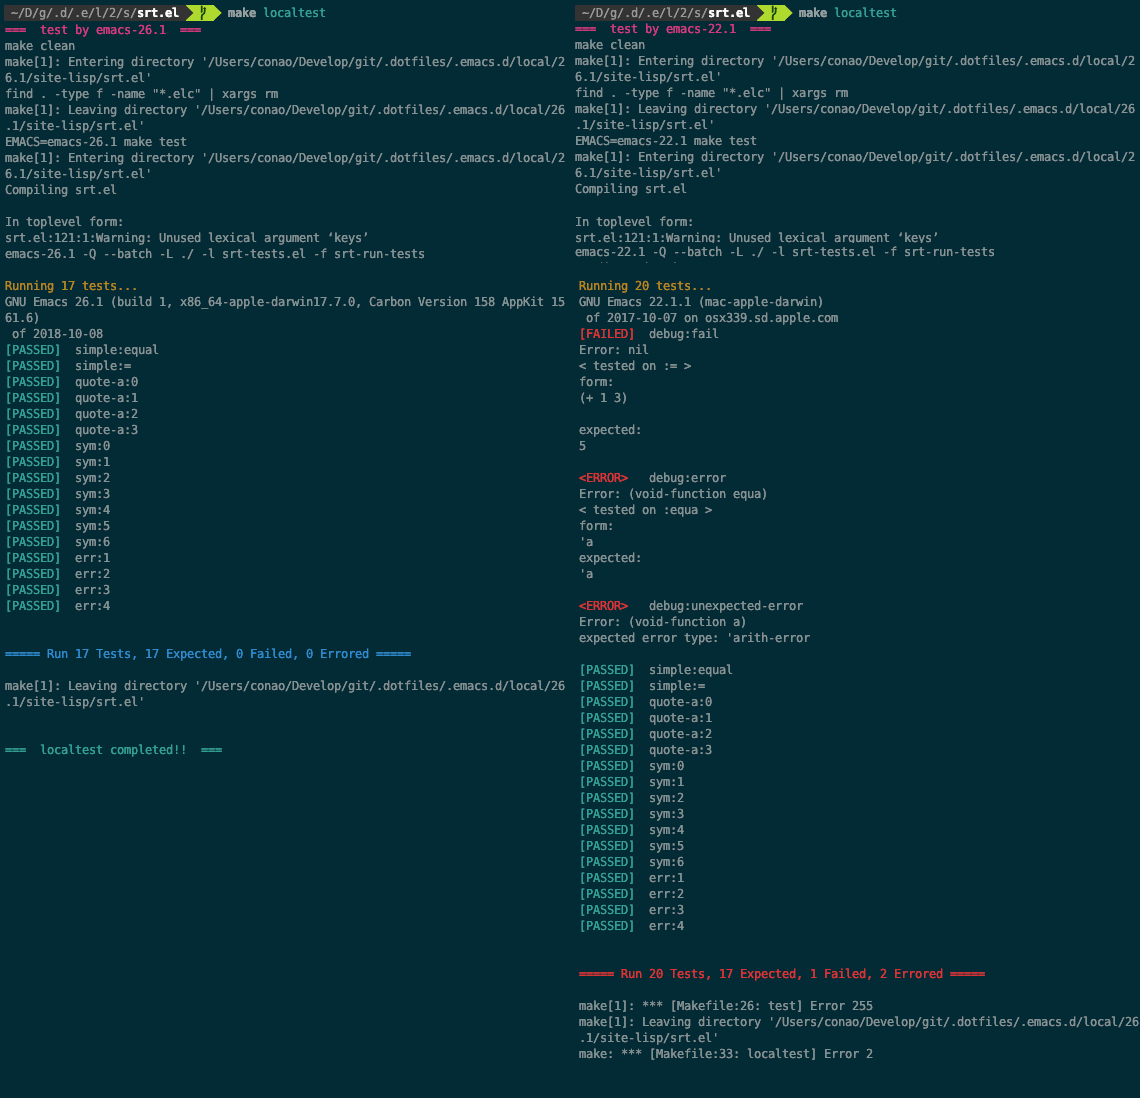 ~/D/g/.d/.e/l/2/s/srt.el make localtest
===  test by emacs-26.1  ===
make clean
make[1]: Entering directory '/Users/conao/Develop/git/.dotfiles/.emacs.d/local/2
6.1/site-lisp/srt.el'
find . -type f -name "*.elc" | xargs rm
make[1]: Leaving directory '/Users/conao/Develop/git/.dotfiles/.emacs.d/local/26
.1/site-lisp/srt.el'
EMACS=emacs-26.1 make test
make[1]: Entering directory '/Users/conao/Develop/git/.dotfiles/.emacs.d/local/2
6.1/site-lisp/srt.el'
Compiling srt.el

In toplevel form:
srt.el:121:1:Warning: Unused lexical argument ‘keys’
emacs-26.1 -Q --batch -L ./ -l srt-tests.el -f srt-run-tests

Running 17 tests...
GNU Emacs 26.1 (build 1, x86_64-apple-darwin17.7.0, Carbon Version 158 AppKit 15
61.6)
 of 2018-10-08
[PASSED]  simple:equal
[PASSED]  simple:=
[PASSED]  quote-a:0
[PASSED]  quote-a:1
[PASSED]  quote-a:2
[PASSED]  quote-a:3
[PASSED]  sym:0
[PASSED]  sym:1
[PASSED]  sym:2
[PASSED]  sym:3
[PASSED]  sym:4
[PASSED]  sym:5
[PASSED]  sym:6
[PASSED]  err:1
[PASSED]  err:2
[PASSED]  err:3
[PASSED]  err:4

===== Run 17 Tests, 17 Expected, 0 Failed, 0 Errored =====

make[1]: Leaving directory '/Users/conao/Develop/git/.dotfiles/.emacs.d/local/26
.1/site-lisp/srt.el'

===  localtest completed!!  ===

~/D/g/.d/.e/l/2/s/srt.el make localtest
===  test by emacs-22.1  ===
make clean
make[1]: Entering directory '/Users/conao/Develop/git/.dotfiles/.emacs.d/local/2
6.1/site-lisp/srt.el'
find . -type f -name "*.elc" | xargs rm
make[1]: Leaving directory '/Users/conao/Develop/git/.dotfiles/.emacs.d/local/26
.1/site-lisp/srt.el'
EMACS=emacs-22.1 make test
make[1]: Entering directory '/Users/conao/Develop/git/.dotfiles/.emacs.d/local/2
6.1/site-lisp/srt.el'
Compiling srt.el

In toplevel form:
srt.el:121:1:Warning: Unused lexical argument ‘keys’
emacs-22.1 -Q --batch -L ./ -l srt-tests.el -f srt-run-tests

Running 20 tests...
GNU Emacs 22.1.1 (mac-apple-darwin)
 of 2017-10-07 on osx339.sd.apple.com
[FAILED]  debug:fail
Error: nil
< tested on := >
form:
(+ 1 3)

expected:
5

<ERROR>   debug:error
Error: (void-function equa)
< tested on :equa >
form:
'a
expected:
'a

<ERROR>   debug:unexpected-error
Error: (void-function a)
expected error type: 'arith-error

[PASSED]  simple:equal
[PASSED]  simple:=
[PASSED]  quote-a:0
[PASSED]  quote-a:1
[PASSED]  quote-a:2
[PASSED]  quote-a:3
[PASSED]  sym:0
[PASSED]  sym:1
[PASSED]  sym:2
[PASSED]  sym:3
[PASSED]  sym:4
[PASSED]  sym:5
[PASSED]  sym:6
[PASSED]  err:1
[PASSED]  err:2
[PASSED]  err:3
[PASSED]  err:4

===== Run 20 Tests, 17 Expected, 1 Failed, 2 Errored =====

make[1]: *** [Makefile:26: test] Error 255
make[1]: Leaving directory '/Users/conao/Develop/git/.dotfiles/.emacs.d/local/26
.1/site-lisp/srt.el'
make: *** [Makefile:33: localtest] Error 2